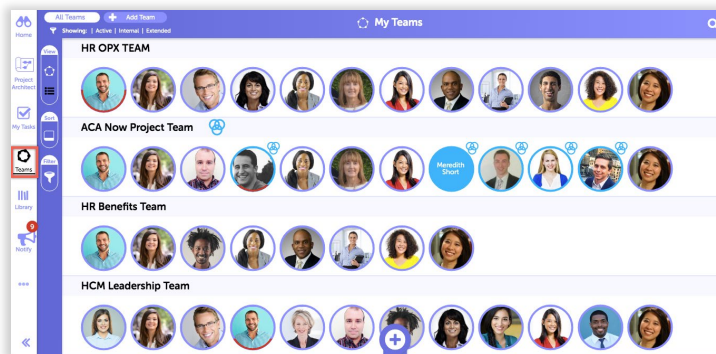 All Teams
Add Team
My Teams
Showing: | Active | Internal | Extended
Home
Project
Architect
My Tasks
Teams
Library
9
Notify
View
Sort
Filter
HR OPX TEAM
ACA Now Project Team
Meredith
Short
HR Benefits Team
HCM Leadership Team